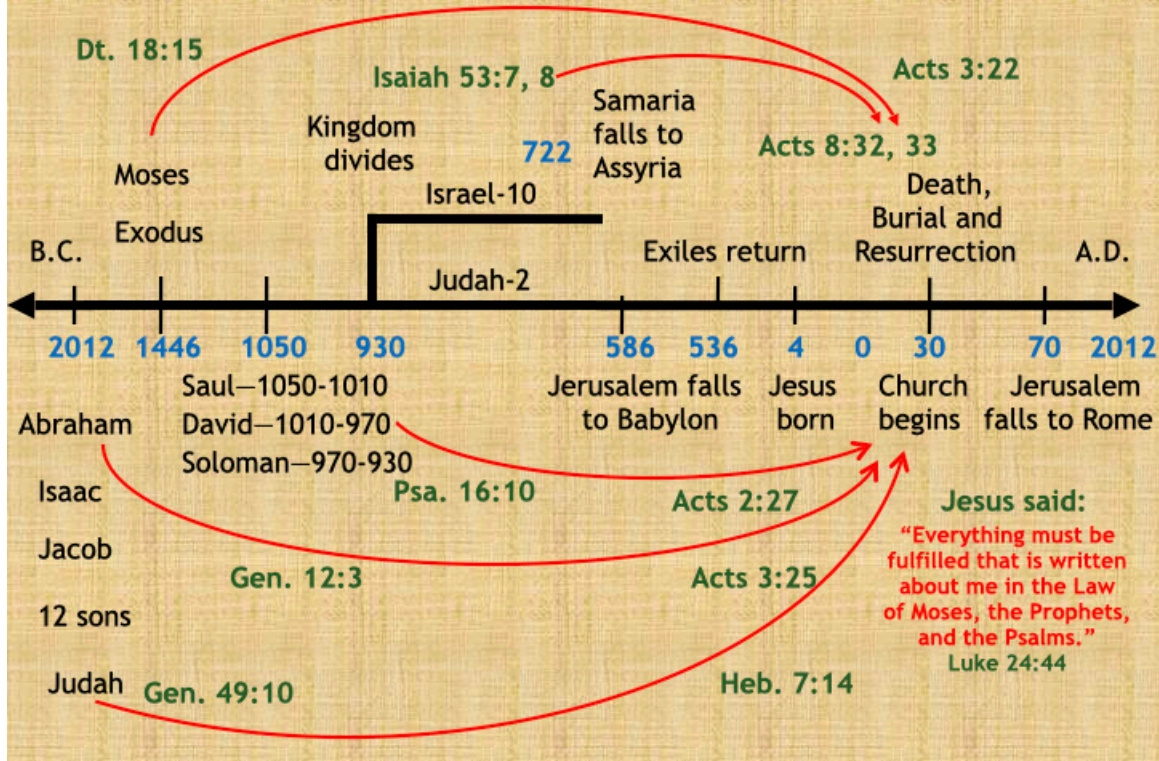 Dt. 18:15
Isaiah 53:7, 8
Acts 3:22
Kingdom
divides
722
Samaria
falls to
Assyria
Acts 8:32, 33
Moses
Israel-10
Death,
Burial and
Resurrection
Exodus
B.C.
Judah-2
Exiles return
A.D.
2012
1446
1050
930
586
536
4
0
30
70
2012
Saul—1050-1010
David—1010-970
Soloman—970-930
Jerusalem falls
to Babylon
Jesus
born
Church
begins
Jerusalem
falls to Rome
Abraham
Isaac
Jacob
12 sons
Judah
Psa. 16:10
Acts 2:27
Gen. 12:3
Acts 3:25
Gen. 49:10
Heb. 7:14
Jesus said:
“Everything must be
fulfilled that is written
about me in the Law
of Moses, the Prophets,
and the Psalms.”
Luke 24:44